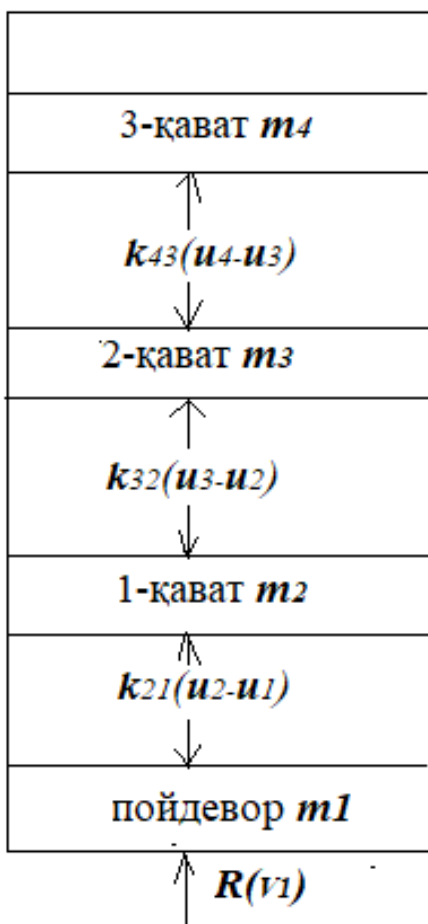 3-қават m4
k43(u4-u3)
2-қават m3
k32(u3-u2)
1-қават m2
k21(u2-u1)
пойдевор m1
R(v1)